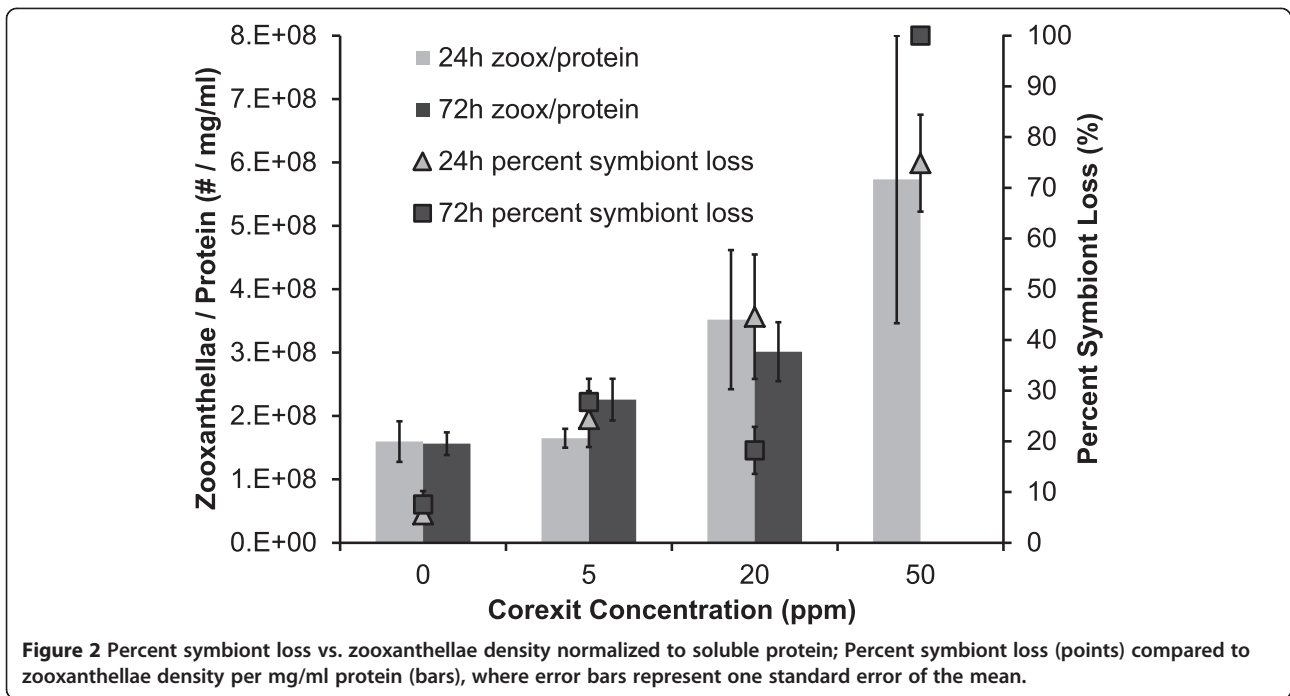 8.E+08
7.E+08
6.E+08
5.E+08
4.E+08
3.E+08
2.E+08
1.E+08
0.E+00
Zooxanthellae / Protein (# / mg/ml)
24h zoox/protein
72h zoox/protein
24h percent symbiont loss
72h percent symbiont loss
100
90
80
70
60
50
40
30
20
10
0
Percent Symbiont Loss (%)
0 5 20 50
Corexit Concentration (ppm)
Figure 2 Percent symbiont loss vs. zooxanthellae density normalized to soluble protein; Percent symbiont loss (points) compared to
zooxanthellae density per mg/ml protein (bars), where error bars represent one standard error of the mean.